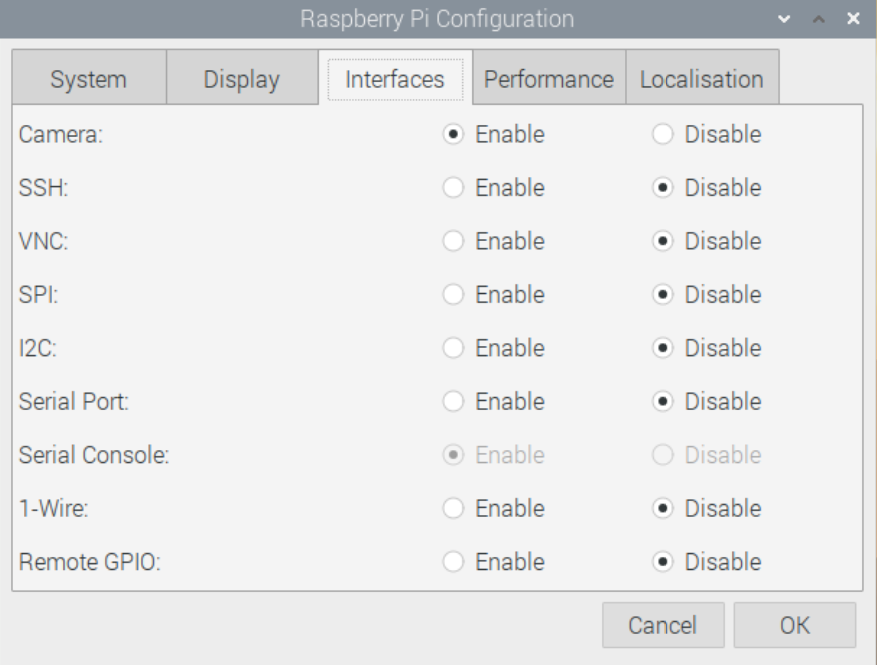 Raspberry Pi Configuration
System Display Interfaces Performance Localisation
Camera: Enable Disable
SSH: Enable Disable
VNC: Enable Disable
SPI: Enable Disable
I2C: Enable Disable
Serial Port: Enable Disable
Serial Console: Enable Disable
1-Wire: Enable Disable
Remote GPIO: Enable Disable
Cancel OK